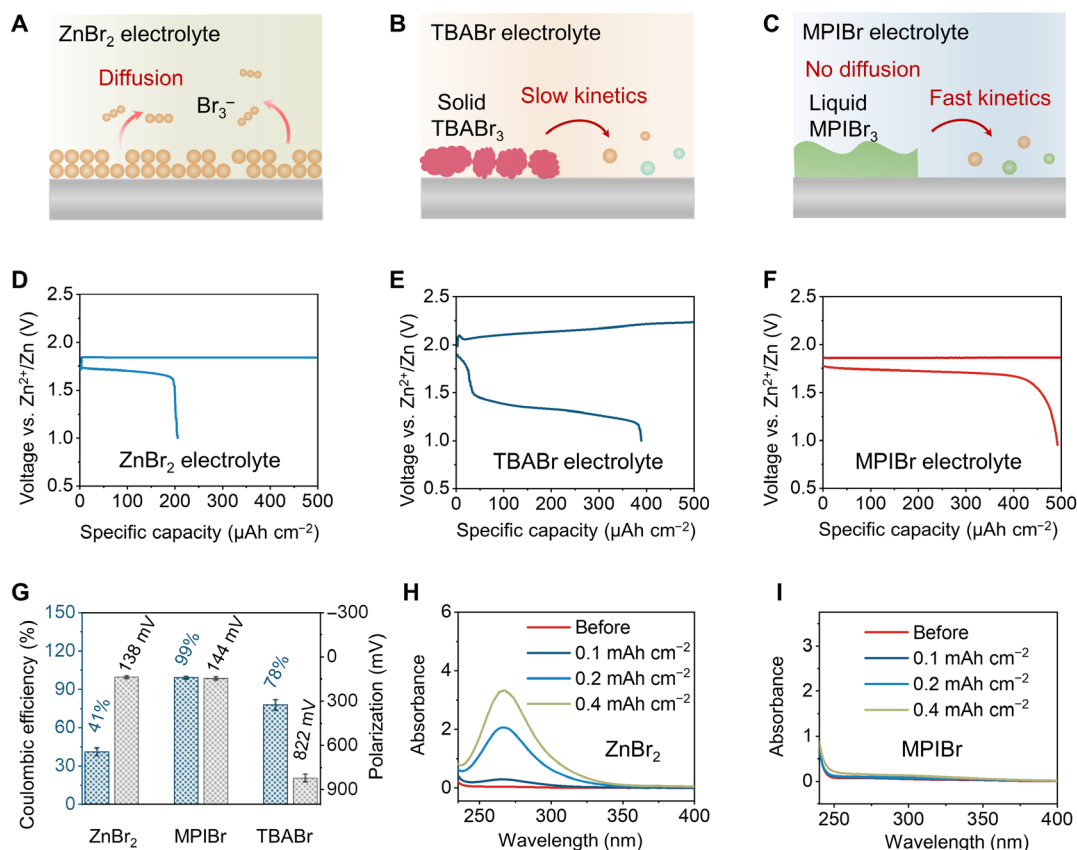 A
ZnBr₂ electrolyte
Diffusion
Br₃⁻
B
TBABr electrolyte
Solid
TBABr₃
Slow kinetics
C
MPIBr electrolyte
No diffusion
Liquid
MPIBr₃
Fast kinetics
D
Voltage vs. Zn²⁺/Zn (V)
2.5
2.0
1.5
1.0
0.5
ZnBr₂ electrolyte
0 100 200 300 400 500
Specific capacity (μAh cm⁻²)
E
Voltage vs. Zn²⁺/Zn (V)
2.5
2.0
1.5
1.0
0.5
TBABr electrolyte
0 100 200 300 400 500
Specific capacity (μAh cm⁻²)
F
Voltage vs. Zn²⁺/Zn (V)
2.5
2.0
1.5
1.0
0.5
MPIBr electrolyte
0 100 200 300 400 500
Specific capacity (μAh cm⁻²)
G
Coulombic efficiency (%)
150
120
90
60
30
0
41%
138 mV
99%
144 mV
78%
822 mV
−300
0
300
600
900
Polarization (mV)
ZnBr₂ MPIBr TBABr
H
Absorbance
6
4
2
0
Before
0.1 mAh cm⁻²
0.2 mAh cm⁻²
0.4 mAh cm⁻²
ZnBr₂
250 300 350 400
Wavelength (nm)
I
Absorbance
3
2
1
0
Before
0.1 mAh cm⁻²
0.2 mAh cm⁻²
0.4 mAh cm⁻²
MPIBr
240 280 320 360 400
Wavelength (nm)